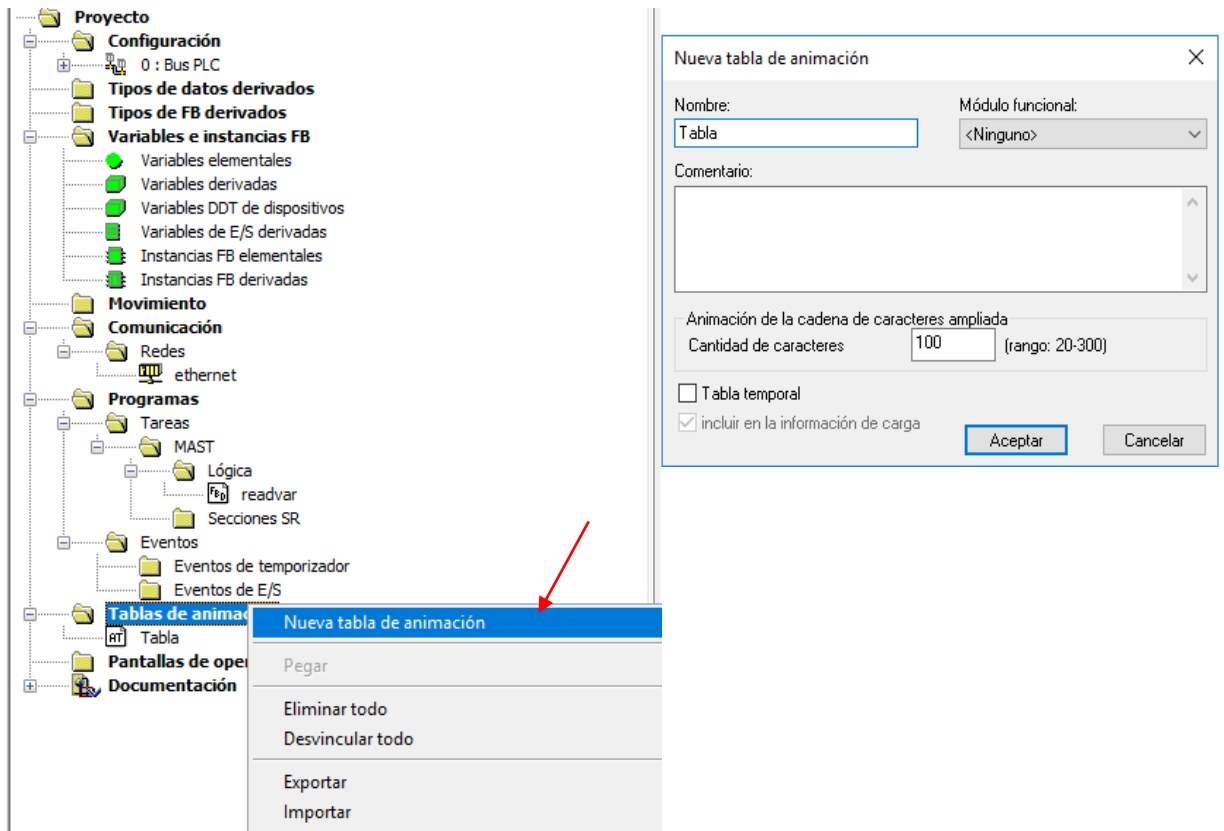 Proyecto
Configuración
0 : Bus PLC
Tipos de datos derivados
Tipos de FB derivados
Variables e instancias FB
Variables elementales
Variables derivadas
Variables DDT de dispositivos
Variables de E/S derivadas
Instancias FB elementales
Instancias FB derivadas
Movimiento
Comunicación
Redes
ethernet
Programas
Tareas
MAST
Lógica
FBD readvar
Secciones SR
Eventos
Eventos de temporizador
Eventos de E/S
Tablas de animac
AT Tabla
Pantallas de oper
Documentación
Nueva tabla de animación
Pegar
Eliminar todo
Desvincular todo
Exportar
Importar
Nueva tabla de animación
Nombre: Módulo funcional:
Tabla <Ninguno>
Comentario:
Animación de la cadena de caracteres ampliada
Cantidad de caracteres 100 (rango: 20-300)
Tabla temporal
incluir en la información de carga
Aceptar Cancelar